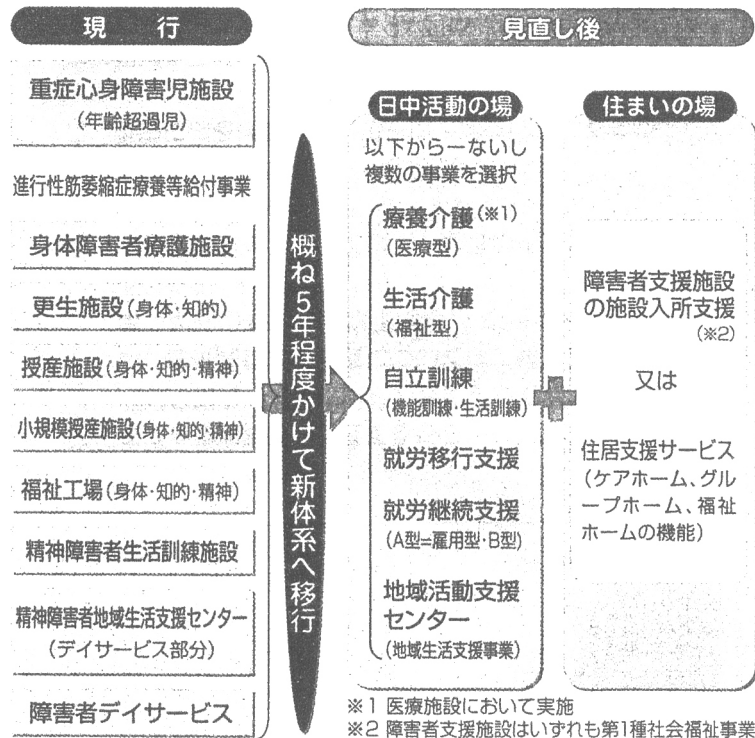 現 行
重症心身障害児施設
(年齢超過児)
進行性筋萎縮症療養等給付事業
身体障害者療護施設
更生施設(身体・知的)
授産施設(身体・知的・精神)
小規模授産施設(身体・知的・精神)
福祉工場(身体・知的・精神)
精神障害者生活訓練施設
精神障害者地域生活支援センター
(デイサービス部分)
障害者デイサービス
概ね5年程度かけて新体系へ移行
見直し後
日中活動の場
以下から一ないし
複数の事業を選択
療養介護(※1)
(医療型)
生活介護
(福祉型)
自立訓練
(機能訓練・生活訓練)
就労移行支援
就労継続支援
(A型=雇用型・B型)
地域活動支援
センター
(地域生活支援事業)
住まいの場
障害者支援施設
の施設入所支援
(※2)
又は
住居支援サービス
(ケアホーム、グル
ープホーム、福祉
ホームの機能)
※1 医療施設において実施
※2 障害者支援施設はいずれも第1種社会福祉事業